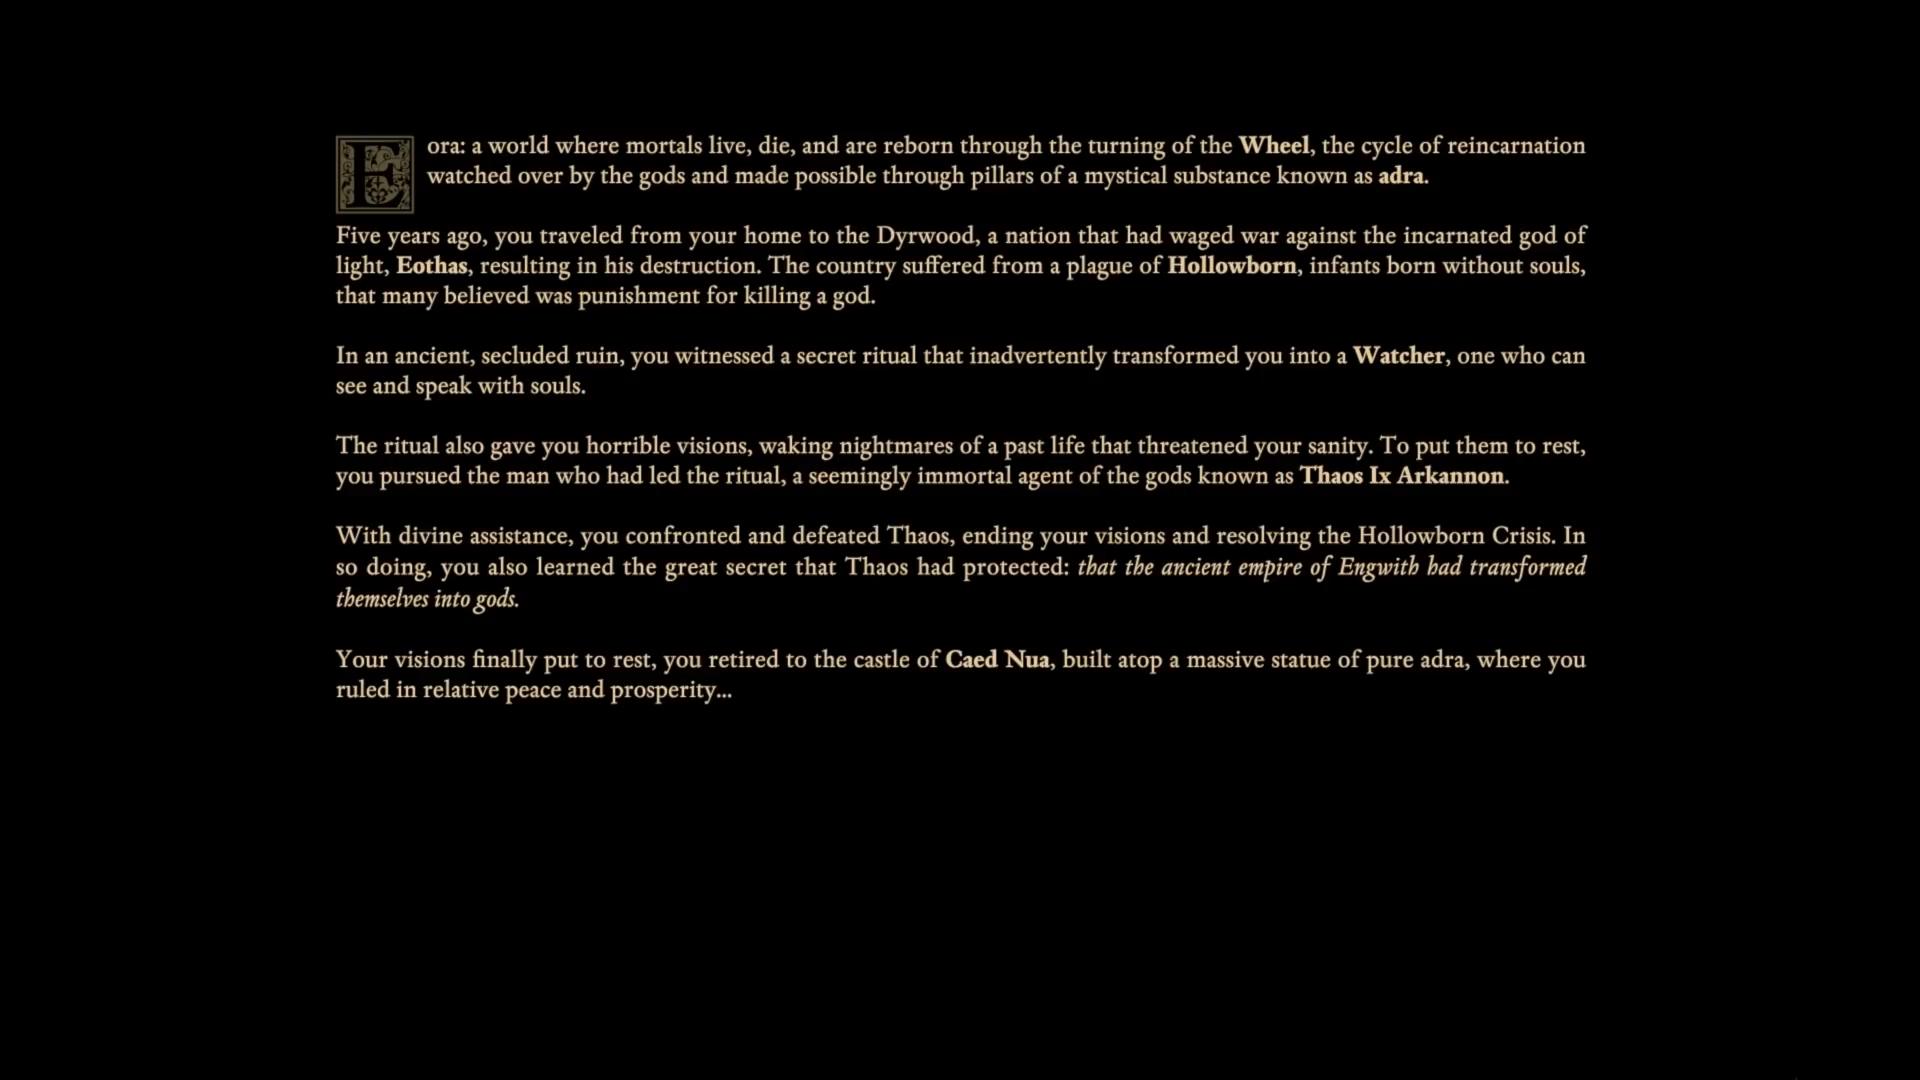 Eora: a world where mortals live, die, and are reborn through the turning of the Wheel, the cycle of reincarnation
watched over by the gods and made possible through pillars of a mystical substance known as adra.
Five years ago, you traveled from your home to the Dyrwood, a nation that had waged war against the incarnated god of
light, Eothas, resulting in his destruction. The country suffered from a plague of Hollowborn, infants born without souls,
that many believed was punishment for killing a god.
In an ancient, secluded ruin, you witnessed a secret ritual that inadvertently transformed you into a Watcher, one who can
see and speak with souls.
The ritual also gave you horrible visions, waking nightmares of a past life that threatened your sanity. To put them to rest,
you pursued the man who had led the ritual, a seemingly immortal agent of the gods known as Thaos Ix Arkannon.
With divine assistance, you confronted and defeated Thaos, ending your visions and resolving the Hollowborn Crisis. In
so doing, you also learned the great secret that Thaos had protected: that the ancient empire of Engwith had transformed
themselves into gods.
Your visions finally put to rest, you retired to the castle of Caed Nua, built atop a massive statue of pure adra, where you
ruled in relative peace and prosperity...